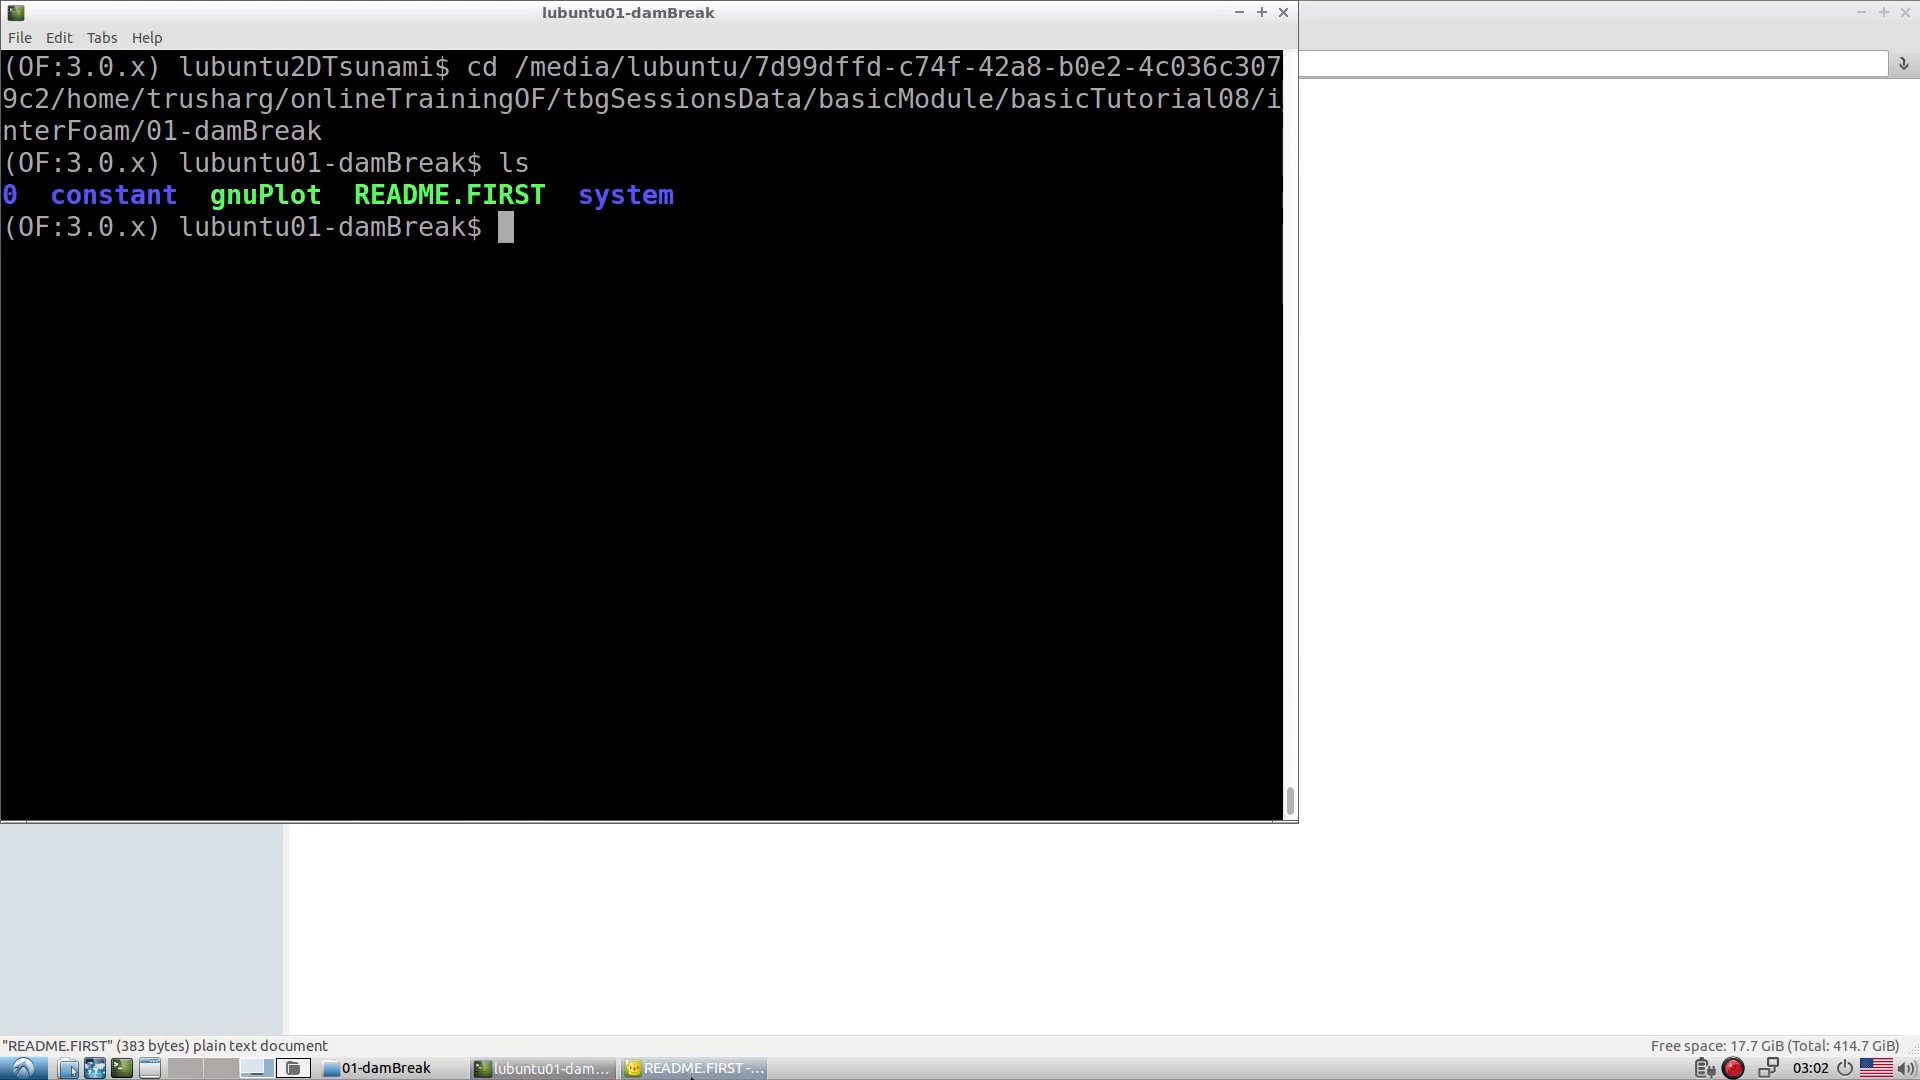 lubuntu01-damBreak
File Edit Tabs Help
(OF:3.0.x) lubuntu2DTsunami$ cd /media/lubuntu/7d99dffd-c74f-42a8-b0e2-4c036c307
9c2/home/trusharg/onlineTrainingOF/tbgSessionsData/basicModule/basicTutorial08/i
nterFoam/01-damBreak
(OF:3.0.x) lubuntu01-damBreak$ ls
0 constant gnuPlot README.FIRST system
(OF:3.0.x) lubuntu01-damBreak$
"README.FIRST" (383 bytes) plain text document
Free space: 17.7 GiB (Total: 414.7 GiB)
01-damBreak
lubuntu01-dam...
README.FIRST -...
03:02